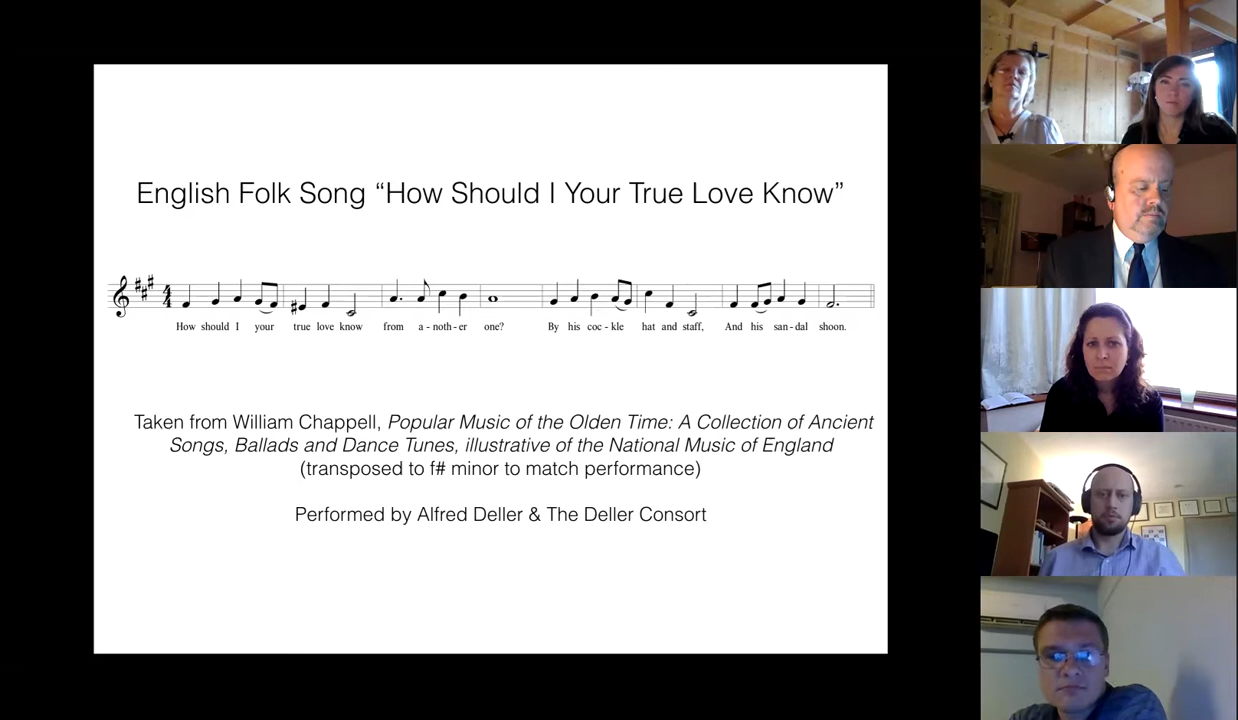 English Folk Song “How Should I Your True Love Know”
4
4
How should I your true love know from a - noth - er one? By his coc - kle hat and staff, And his san - dal shoon.
Taken from William Chappell, Popular Music of the Olden Time: A Collection of Ancient
Songs, Ballads and Dance Tunes, illustrative of the National Music of England
(transposed to f# minor to match performance)
Performed by Alfred Deller & The Deller Consort